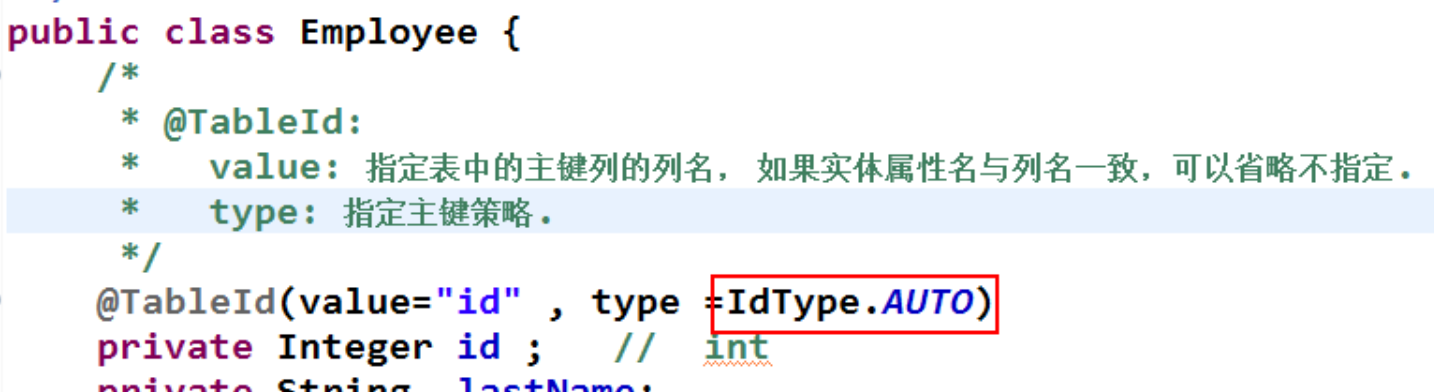 public class Employee {
/*
* @TableId:
* value: 指定表中的主键列的列名， 如果实体属性名与列名一致，可以省略不指定.
* type: 指定主键策略.
*/
@TableId(value="id" , type =IdType.AUTO)
private Integer id ; // int
private String lastName;